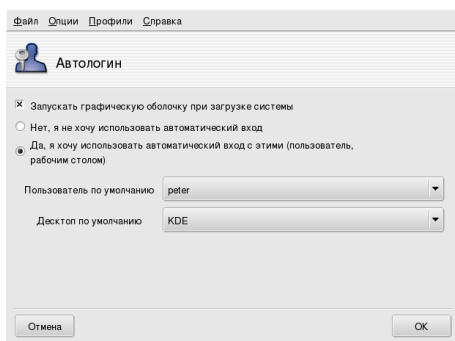 Файл Опции Профили Справка
Автологин
Запускать графическую оболочку при загрузке системы
Нет, я не хочу использовать автоматический вход
Да, я хочу использовать автоматический вход с этими (пользователь,
рабочим столом)
Пользователь по умолчанию peter
Десктоп по умолчанию KDE
Отмена OK